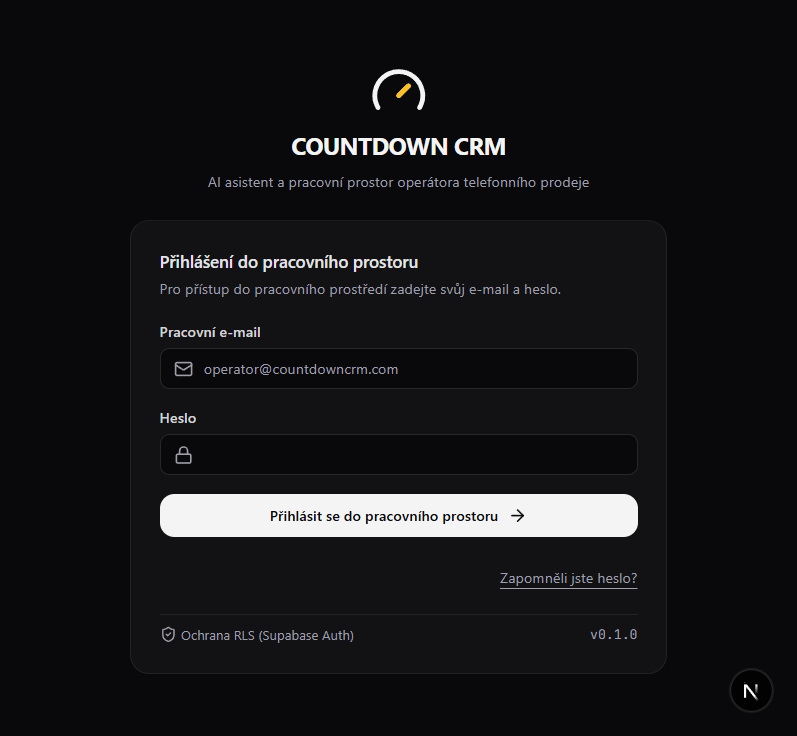 COUNTDOWN CRM
AI asistent a pracovní prostor operátora telefonního prodeje
Přihlášení do pracovního prostoru
Pro přístup do pracovního prostředí zadejte svůj e-mail a heslo.
Pracovní e-mail
operator@countdowncrm.com
Heslo
Přihlásit se do pracovního prostoru →
Zapomněli jste heslo?
Ochrana RLS (Supabase Auth)
v0.1.0
N